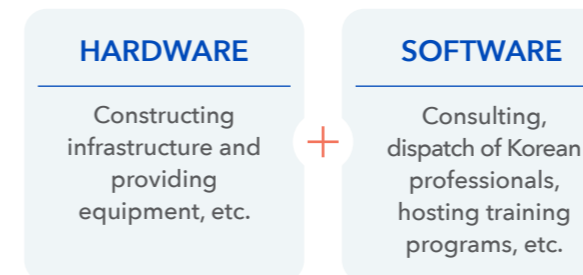 HARDWARE
Constructing
infrastructure and
providing
equipment, etc.
+
SOFTWARE
Consulting,
dispatch of Korean
professionals,
hosting training
programs, etc.